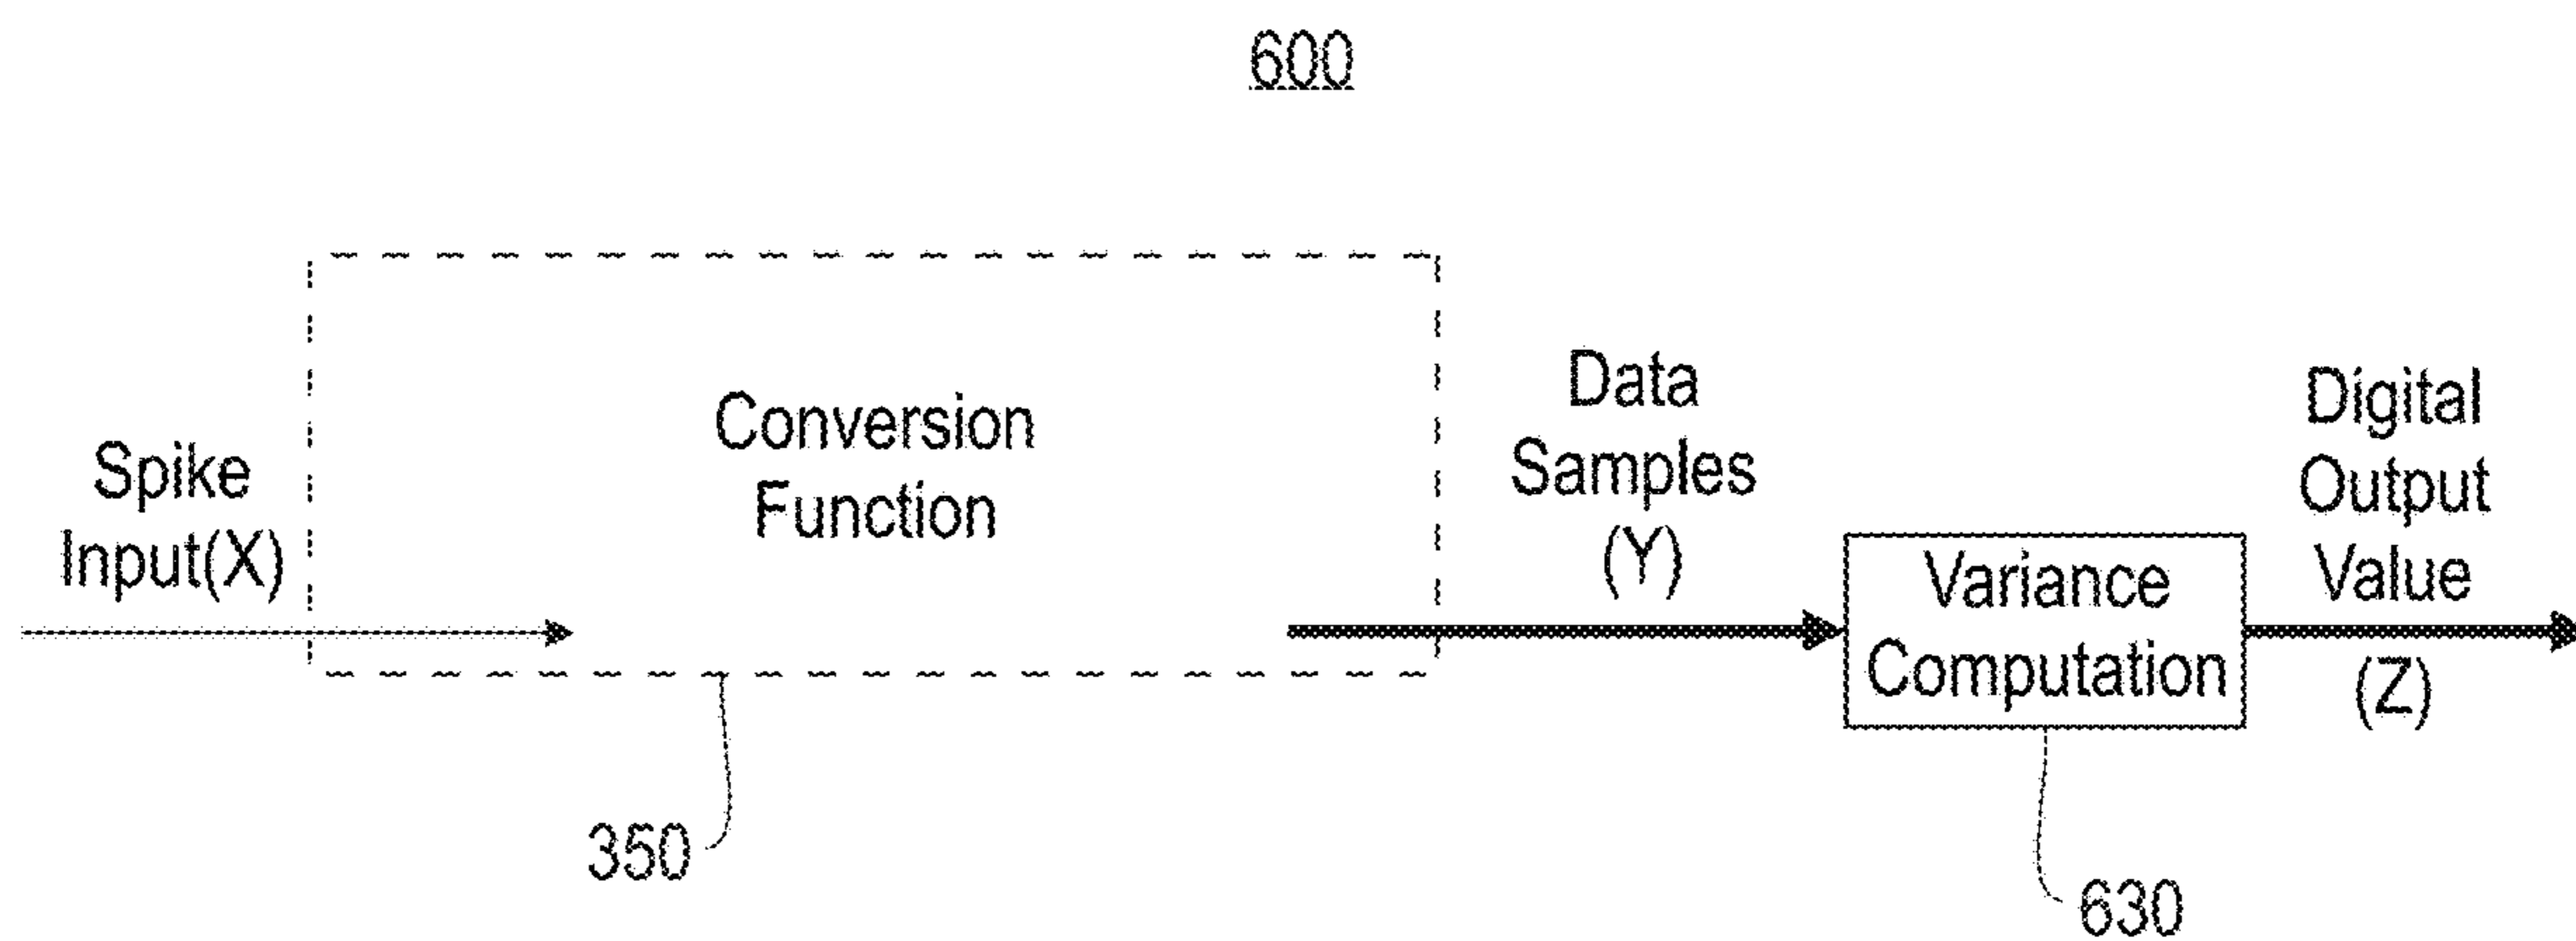 600
Spike
Input(X)
Conversion
Function
Data
Samples
(Y)
Variance
Computation
Digital
Output
Value
(Z)
350
630